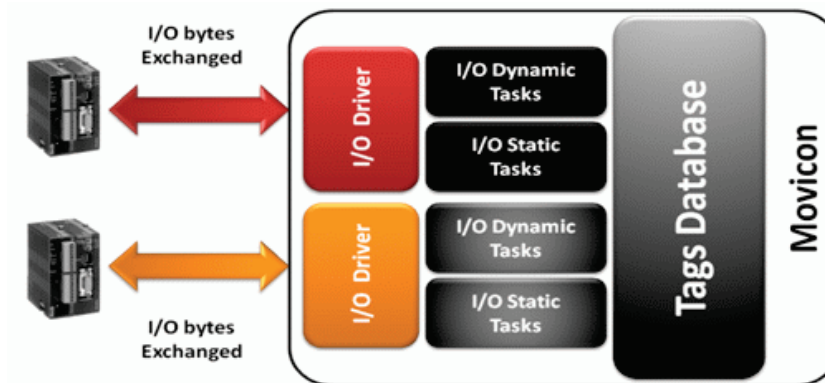 I/O bytes
Exchanged
I/O Driver
I/O Dynamic
Tasks
I/O Static
Tasks
I/O Driver
I/O Dynamic
Tasks
I/O Static
Tasks
I/O bytes
Exchanged
Tags Database
Movicon